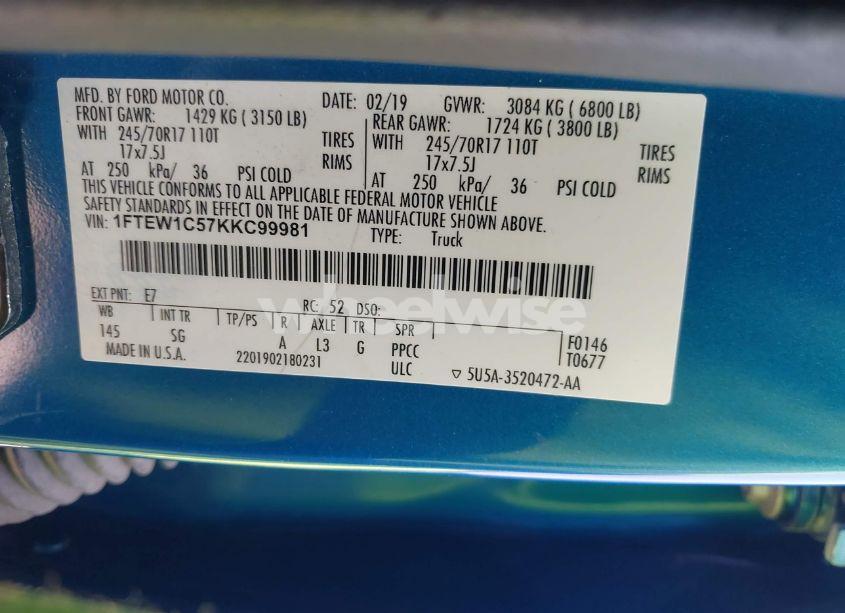 MFD. BY FORD MOTOR CO.
DATE: 02/19 GVWR: 3084 KG ( 6800 LB)
FRONT GAWR: 1429 KG ( 3150 LB)
REAR GAWR: 1724 KG ( 3800 LB)
WITH 245/70R17 110T TIRES
WITH 245/70R17 110T TIRES
17x7.5J RIMS
17x7.5J RIMS
AT 250 kPa/ 36 PSI COLD
AT 250 kPa/ 36 PSI COLD
THIS VEHICLE CONFORMS TO ALL APPLICABLE FEDERAL MOTOR VEHICLE
SAFETY STANDARDS IN EFFECT ON THE DATE OF MANUFACTURE SHOWN ABOVE.
VIN: 1FTEW1C57KKC99981
TYPE: Truck
EXT PNT: E7 RC: 52 DSO:
WB INT TR TP/PS R AXLE TR SPR
145 SG A L3 G PPCC
F0146
T0677
MADE IN U.S.A. 2201902180231 ULC
▽ 5U5A-3520472-AA
wheelwise